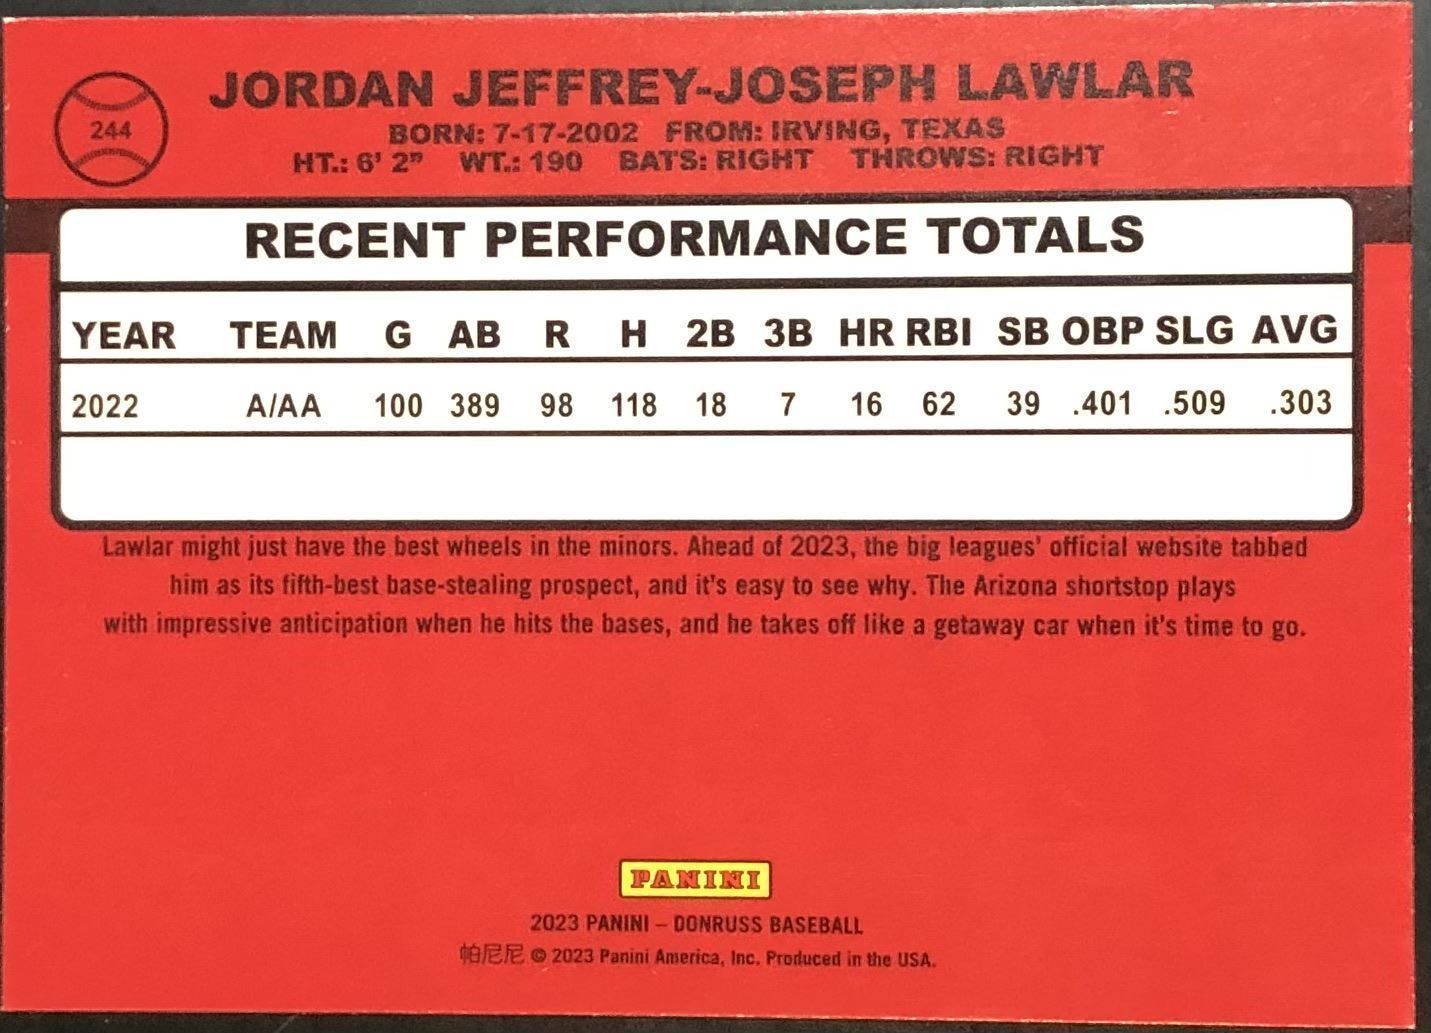 244
JORDAN JEFFREY-JOSEPH LAWLAR
BORN: 7-17-2002 FROM: IRVING, TEXAS
HT.: 6' 2" WT.: 190 BATS: RIGHT THROWS: RIGHT
RECENT PERFORMANCE TOTALS
YEAR TEAM G AB R H 2B 3B HR RBI SB OBP SLG AVG
2022 A/AA 100 389 98 118 18 7 16 62 39 .401 .509 .303
Lawlar might just have the best wheels in the minors. Ahead of 2023, the big leagues' official website tabbed
him as its fifth-best base-stealing prospect, and it's easy to see why. The Arizona shortstop plays
with impressive anticipation when he hits the bases, and he takes off like a getaway car when it's time to go.
PANINI
2023 PANINI – DONRUSS BASEBALL
帕尼尼 © 2023 Panini America, Inc. Produced in the USA.